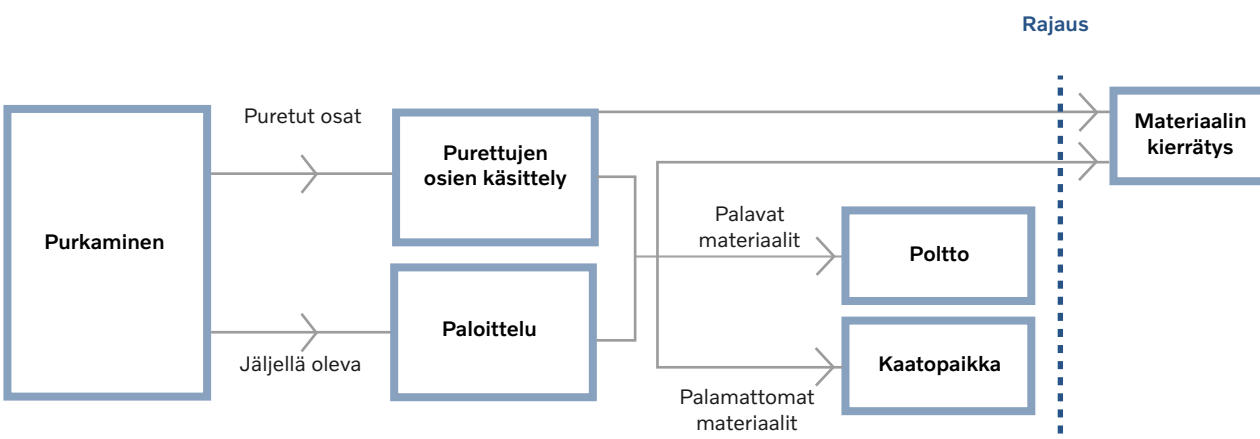 Rajaus
Puretut osat
Purettujen
osien käsittely
Materiaalin
kierrätys
Purkaminen
Palavat
materiaalit
Poltto
Paloittelu
Jäljellä oleva
Kaatopaikka
Palamattomat
materiaalit